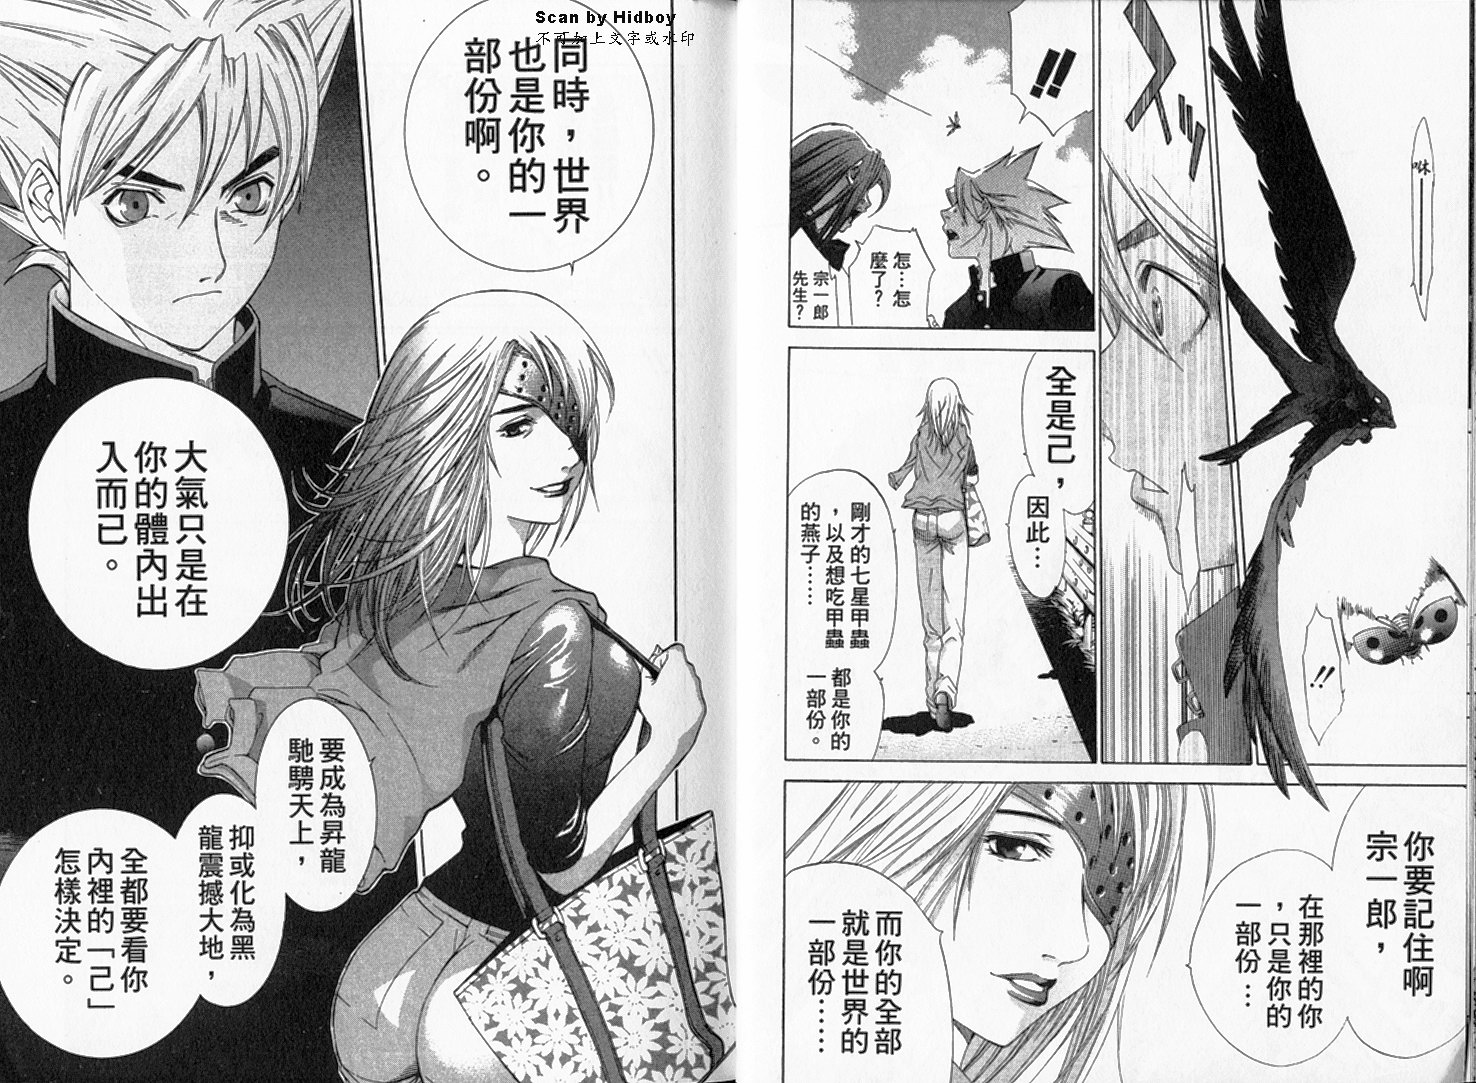 咻
!!
!!
怎…怎
麼了?
宗一郎
先生?
全是己，
因此…
剛才的七星甲蟲
，以及想吃甲蟲
的燕子……
都是你的
一部份。
你要記住啊
宗一郎，
在那裡的你
，只是你的
一部份…
而你的全部
就是世界的
一部份……
Scan by Hidboy
不可加上文字或水印
同時，世界
也是你的一
部份啊。
大氣只是在
你的體內出
入而已。
要成為昇龍
馳騁天上，
抑或化為黑
龍震撼大地，
全都要看你
內裡的「己」
怎樣決定。